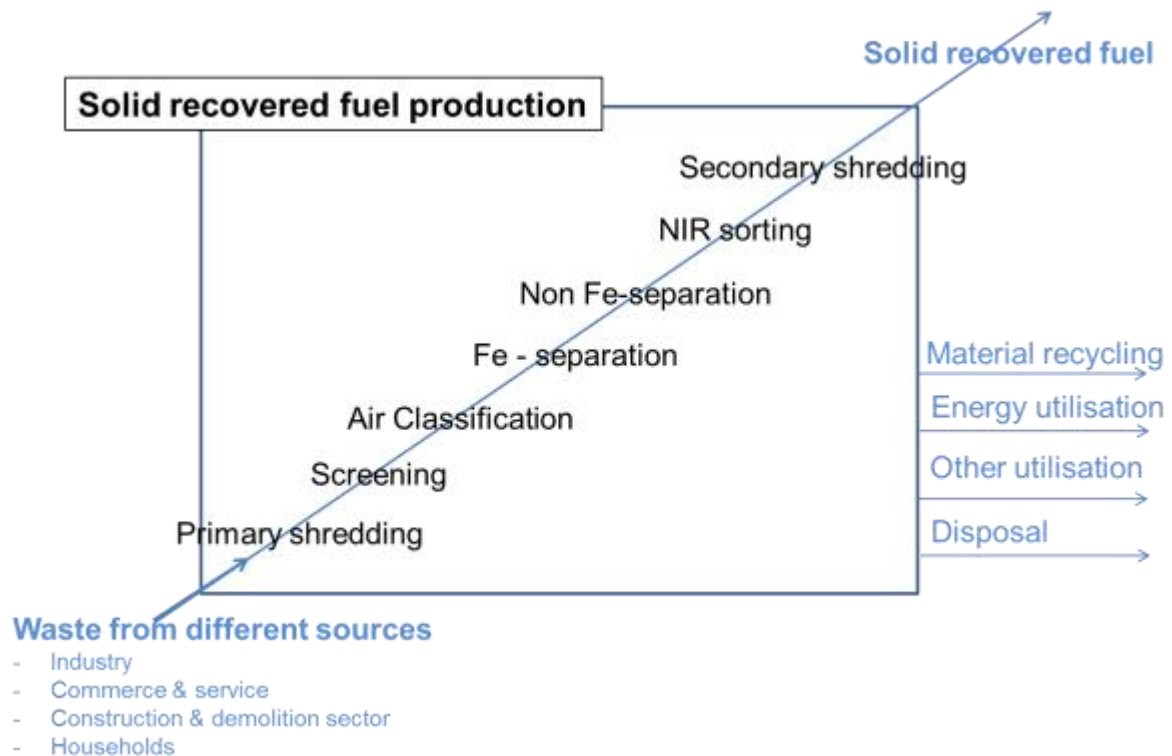 Solid recovered fuel
Solid recovered fuel production
Secondary shredding
NIR sorting
Non Fe-separation
Fe - separation
Material recycling
Energy utilisation
Air Classification
Other utilisation
Screening
Primary shredding
Disposal
Waste from different sources
- Industry
- Commerce & service
- Construction & demolition sector
- Households